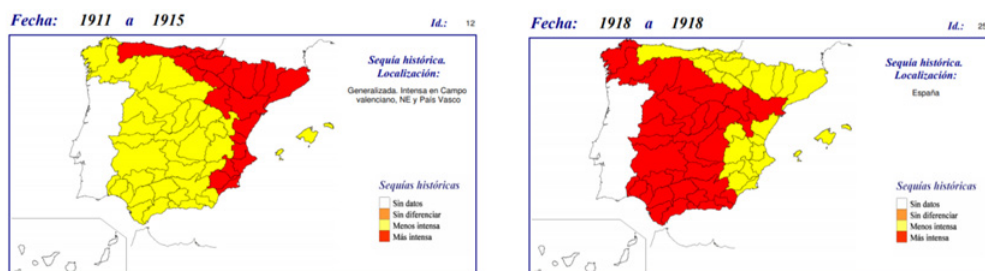 Fecha: 1911 a 1915
Id.: 12
Sequía histórica.
Localización:
Generalizada. Intensa en Campo
valenciano, NE y País Vasco
Sequías históricas
Sin datos
Sin diferenciar
Menos intensa
Más intensa
Fecha: 1918 a 1918
Id.: 25
Sequía histórica.
Localización:
España
Sequías históricas
Sin datos
Sin diferenciar
Menos intensa
Más intensa